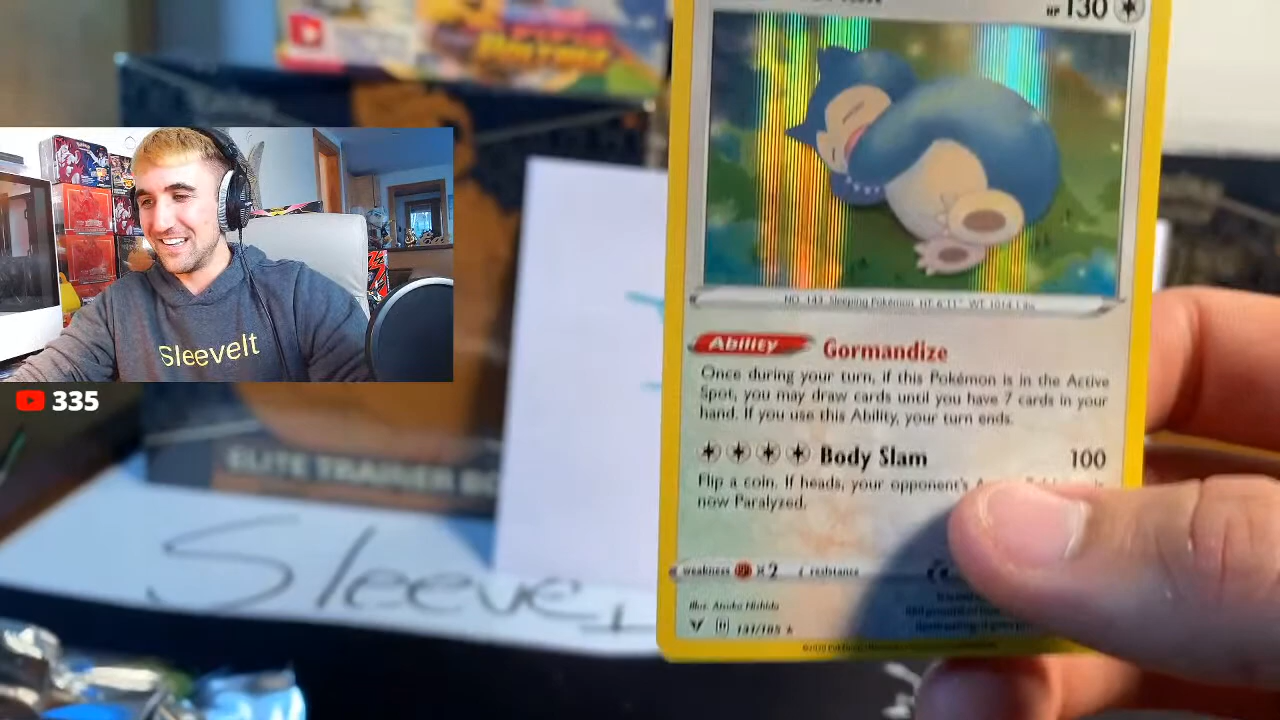 HP 130
NO. 143 Sleeping Pokémon HT: 6'11" WT: 1014.1 lbs.
Ability Gormandize
Once during your turn, if this Pokémon is in the Active
Spot, you may draw cards until you have 7 cards in your
hand. If you use this Ability, your turn ends.
Body Slam 100
Flip a coin. If heads, your opponent's
now Paralyzed.
weakness ×2 resistance
Illus. Atsuko Nishida
D 131/185
SleeveIt
335
ELITE TRAINER BO
Sleeve